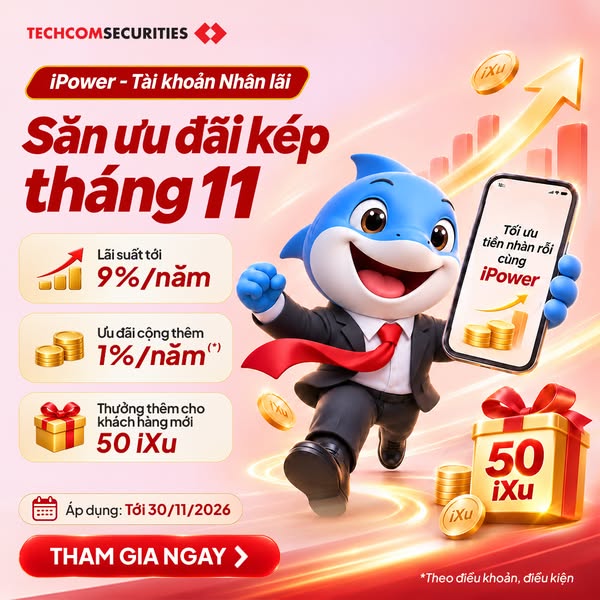 TECHCOMSECURITIES
iPower - Tài khoản Nhân lãi
Săn ưu đãi kép
tháng 11
Lãi suất tới
9%/năm
Ưu đãi cộng thêm
1%/năm(*)
Thưởng thêm cho
khách hàng mới
50 iXu
Áp dụng: Tới 30/11/2026
THAM GIA NGAY
iXu
Tối ưu
tiền nhàn rỗi
cùng
iPower
iXu
50
iXu
iXu
*Theo điều khoản, điều kiện